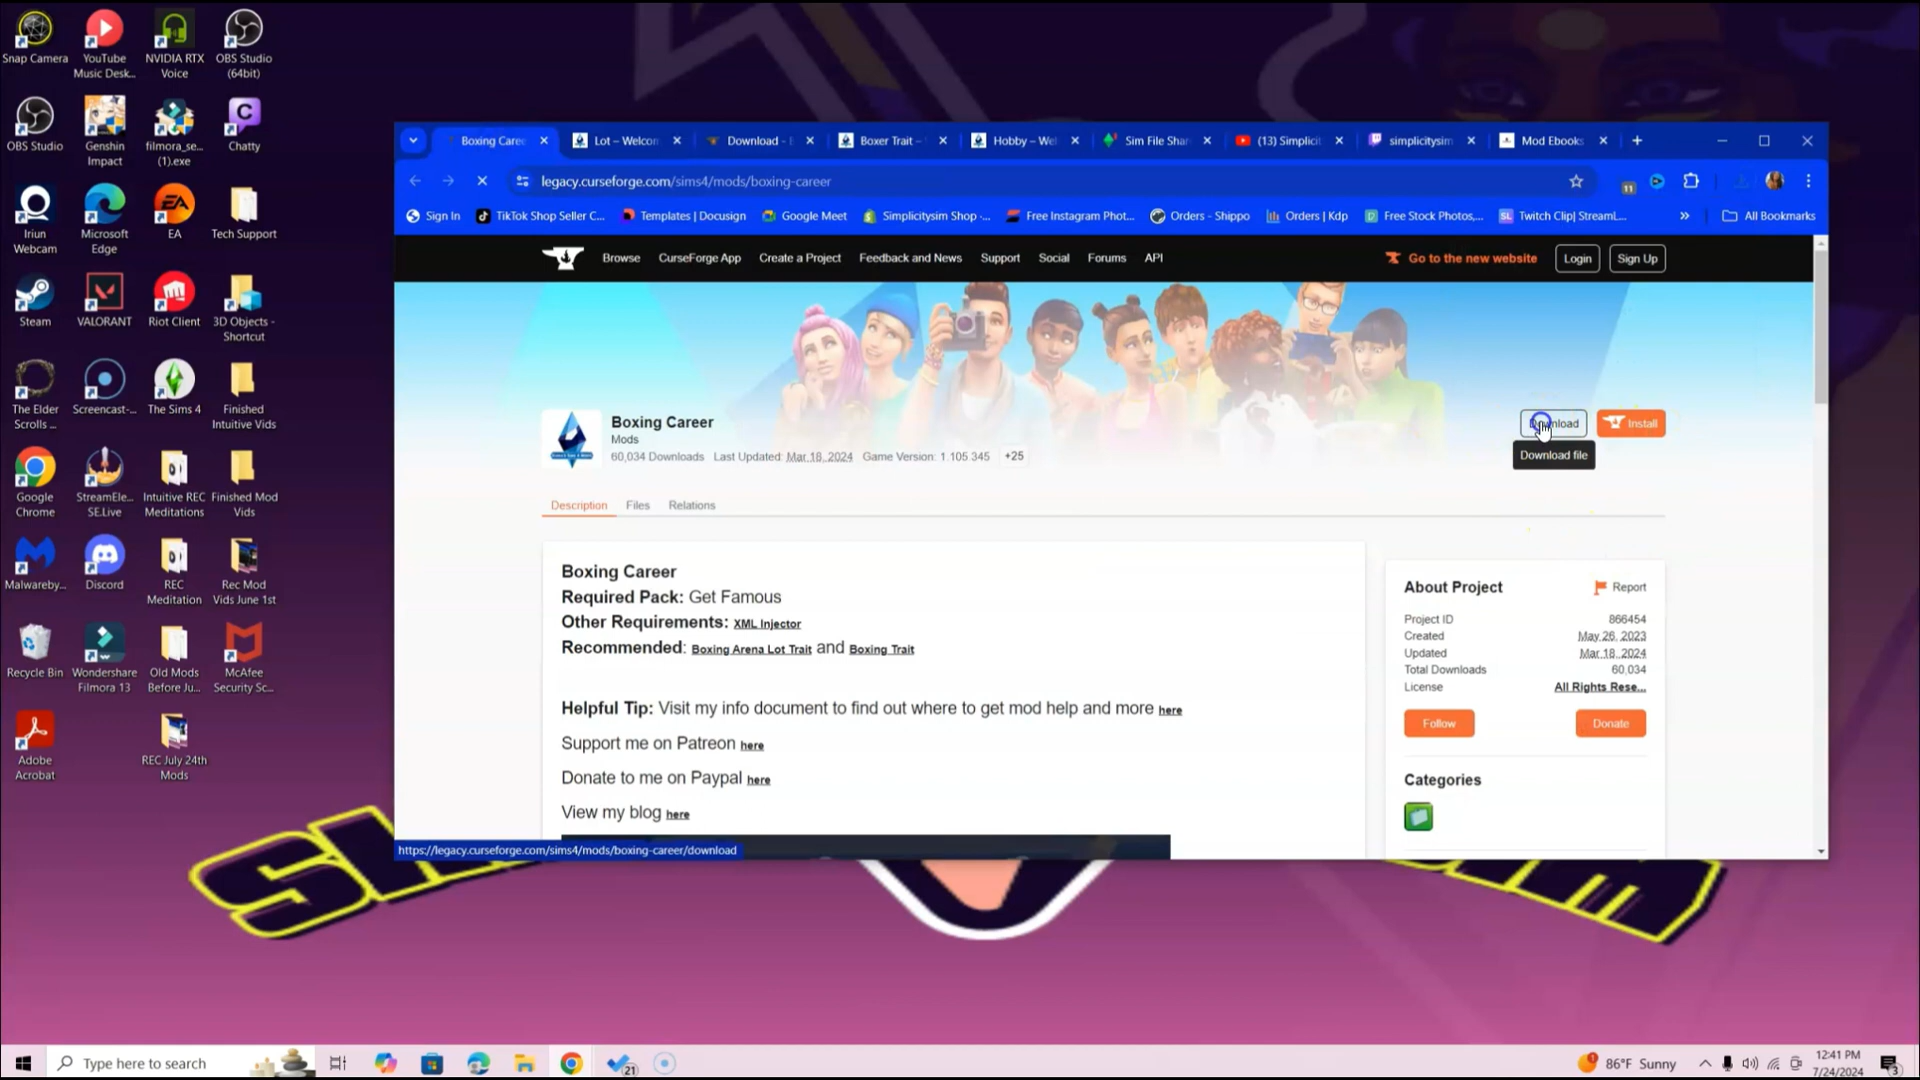 Snap Camera
YouTube Music Desk...
NVIDIA RTX Voice
OBS Studio (64bit)
OBS Studio
Genshin Impact
filmora_se... (1).exe
Chatty
Iriun Webcam
Microsoft Edge
EA
Tech Support
Steam
VALORANT
Riot Client
3D Objects - Shortcut
The Elder Scrolls ...
Screencast-...
The Sims 4
Finished Intuitive Vids
Google Chrome
StreamEle... SE.Live
Intuitive REC Meditations
Finished Mod Vids
Malwareby...
Discord
REC Meditation
Rec Mod Vids June 1st
Recycle Bin
Wondershare Filmora 13
Old Mods Before Ju...
McAfee Security Sc...
Adobe Acrobat
REC July 24th Mods
Boxing Caree
Lot – Welcom
Download -
Boxer Trait –
Hobby – Wel
Sim File Shar
(13) Simplicit
simplicitysim
Mod Ebooks
legacy.curseforge.com/sims4/mods/boxing-career
11
Sign In
TikTok Shop Seller C...
Templates | Docusign
Google Meet
Simplicitysim Shop -...
Free Instagram Phot...
Orders - Shippo
Orders | Kdp
Free Stock Photos,...
SL Twitch Clip| StreamL...
»
All Bookmarks
Browse
CurseForge App
Create a Project
Feedback and News
Support
Social
Forums
API
Go to the new website
Login
Sign Up
Boxing Career
Mods
60,034 Downloads Last Updated: Mar 18, 2024 Game Version: 1.105.345 +25
Download
Install
Download file
Description
Files
Relations
Boxing Career
Required Pack: Get Famous
Other Requirements: XML Injector
Recommended: Boxing Arena Lot Trait and Boxing Trait
Helpful Tip: Visit my info document to find out where to get mod help and more here
Support me on Patreon here
Donate to me on Paypal here
View my blog here
About Project
Report
Project ID 866454
Created May 26, 2023
Updated Mar 18, 2024
Total Downloads 60,034
License All Rights Rese...
Follow
Donate
Categories
https://legacy.curseforge.com/sims4/mods/boxing-career/download
Type here to search
21
86°F Sunny
12:41 PM
7/24/2024
3